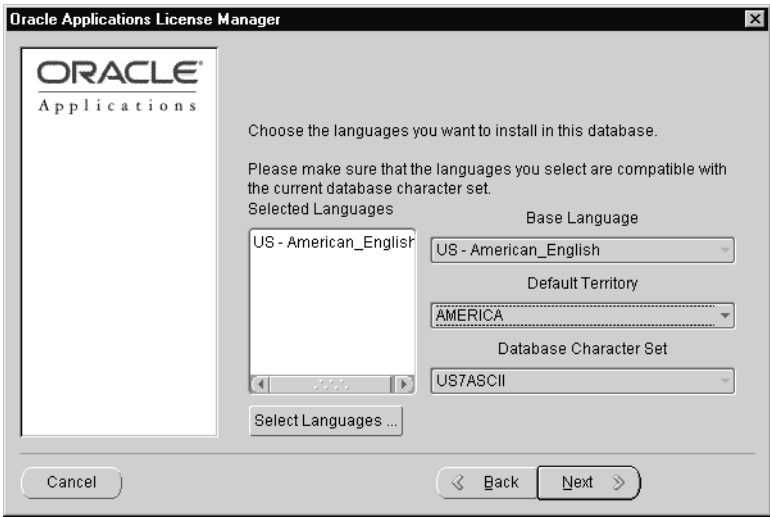 Oracle Applications License Manager
ORACLE®
Applications
Choose the languages you want to install in this database.
Please make sure that the languages you select are compatible with
the current database character set.
Selected Languages
US - American_English
Base Language
US - American_English
Default Territory
AMERICA
Database Character Set
US7ASCII
Select Languages ...
Cancel
Back
Next